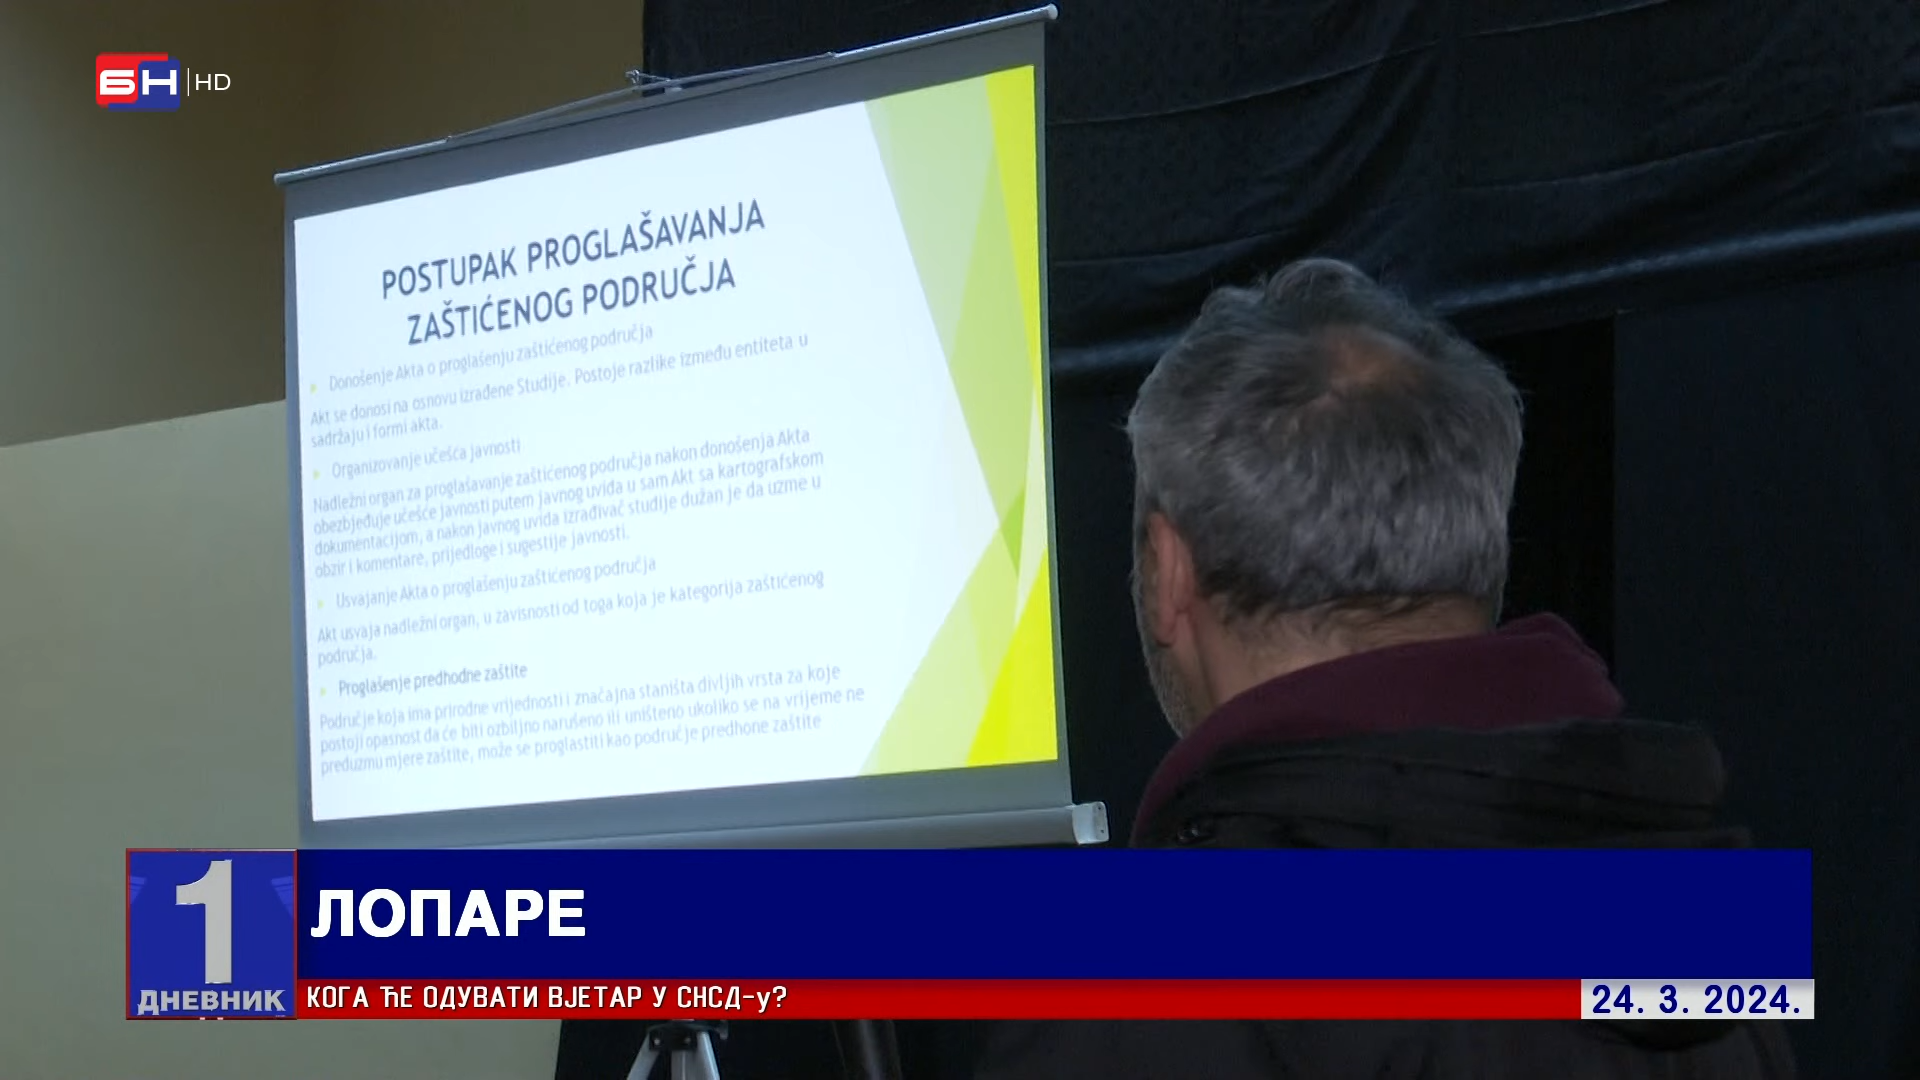 БН HD
POSTUPAK PROGLAŠAVANJA
ZAŠTIĆENOG PODRUČJA
Donošenje Akta o proglašenju zaštićenog područja
Akt se donosi na osnovu izrađene Studije. Postoje razlike između entiteta u
sadržaju i formi akta.
Organizovanje učešća javnosti
Nadležni organ za proglašavanje zaštićenog područja nakon donošenja Akta
obezbjeđuje učešće javnosti putem javnog uvida u sam Akt sa kartografskom
dokumentacijom, a nakon javnog uvida izrađivač studije dužan je da uzme u
obzir i komentare, prijedloge i sugestije javnosti.
Usvajanje Akta o proglašenju zaštićenog područja
Akt usvaja nadležni organ, u zavisnosti od toga koja je kategorija zaštićenog
područja.
Proglašenje predhodne zaštite
Područje koja ima prirodne vrijednosti i značajna staništa divljih vrsta za koje
postoji opasnost da će biti ozbiljno narušeno ili uništeno ukoliko se na vrijeme ne
preduzmu mjere zaštite, može se proglastiti kao područje predhone zaštite
1
ДНЕВНИК
ЛОПАРЕ
КОГА ЋЕ ОДУВАТИ ВЈЕТАР У СНСД-у?
24. 3. 2024.